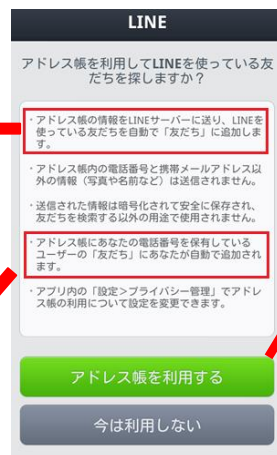 LINE
アドレス帳を利用してLINEを使っている友
だちを探しますか？
・アドレス帳の情報をLINEサーバーに送り、LINEを
使っている友だちを自動で「友だち」に追加しま
す。
・アドレス帳内の電話番号と携帯メールアドレス以
外の情報（写真や名前など）は送信されません。
・送信された情報は暗号化されて安全に保存され、
友だちを検索する以外の用途で使用されません。
・アドレス帳にあなたの電話番号を保有している
ユーザーの「友だち」にあなたが自動で追加され
ます。
・アプリ内の「設定>プライバシー管理」でアドレ
ス帳の利用について設定を変更できます。
アドレス帳を利用する
今は利用しない